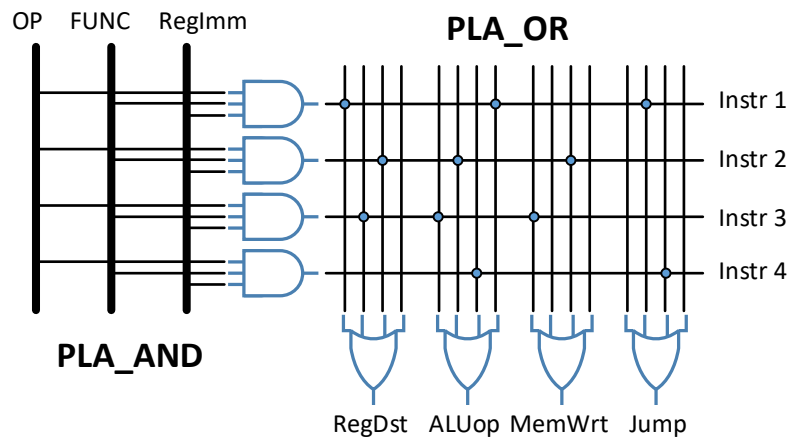 OP FUNC RegImm
PLA_OR
Instr 1
Instr 2
Instr 3
Instr 4
PLA_AND
RegDst ALUop MemWrt Jump